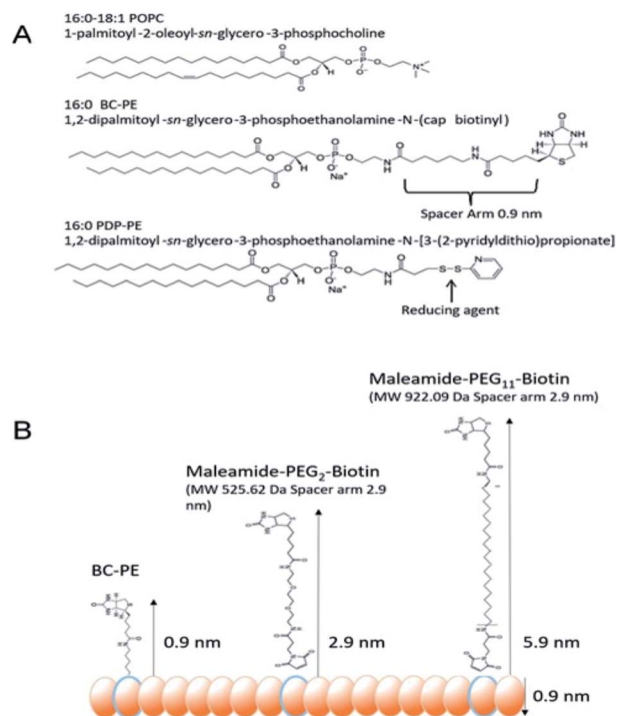 A
16:0-18:1 POPC
1-palmitoyl-2-oleoyl-sn-glycero-3-phosphocholine
16:0 BC-PE
1,2-dipalmitoyl-sn-glycero-3-phosphoethanolamine-N-(cap biotinyl)
Spacer Arm 0.9 nm
16:0 PDP-PE
1,2-dipalmitoyl-sn-glycero-3-phosphoethanolamine-N-[3-(2-pyridyldithio)propionate]
Reducing agent
B
Maleamide-PEG11-Biotin
(MW 922.09 Da Spacer arm 2.9 nm)
Maleamide-PEG2-Biotin
(MW 525.62 Da Spacer arm 2.9
nm)
BC-PE
0.9 nm
2.9 nm
5.9 nm
0.9 nm